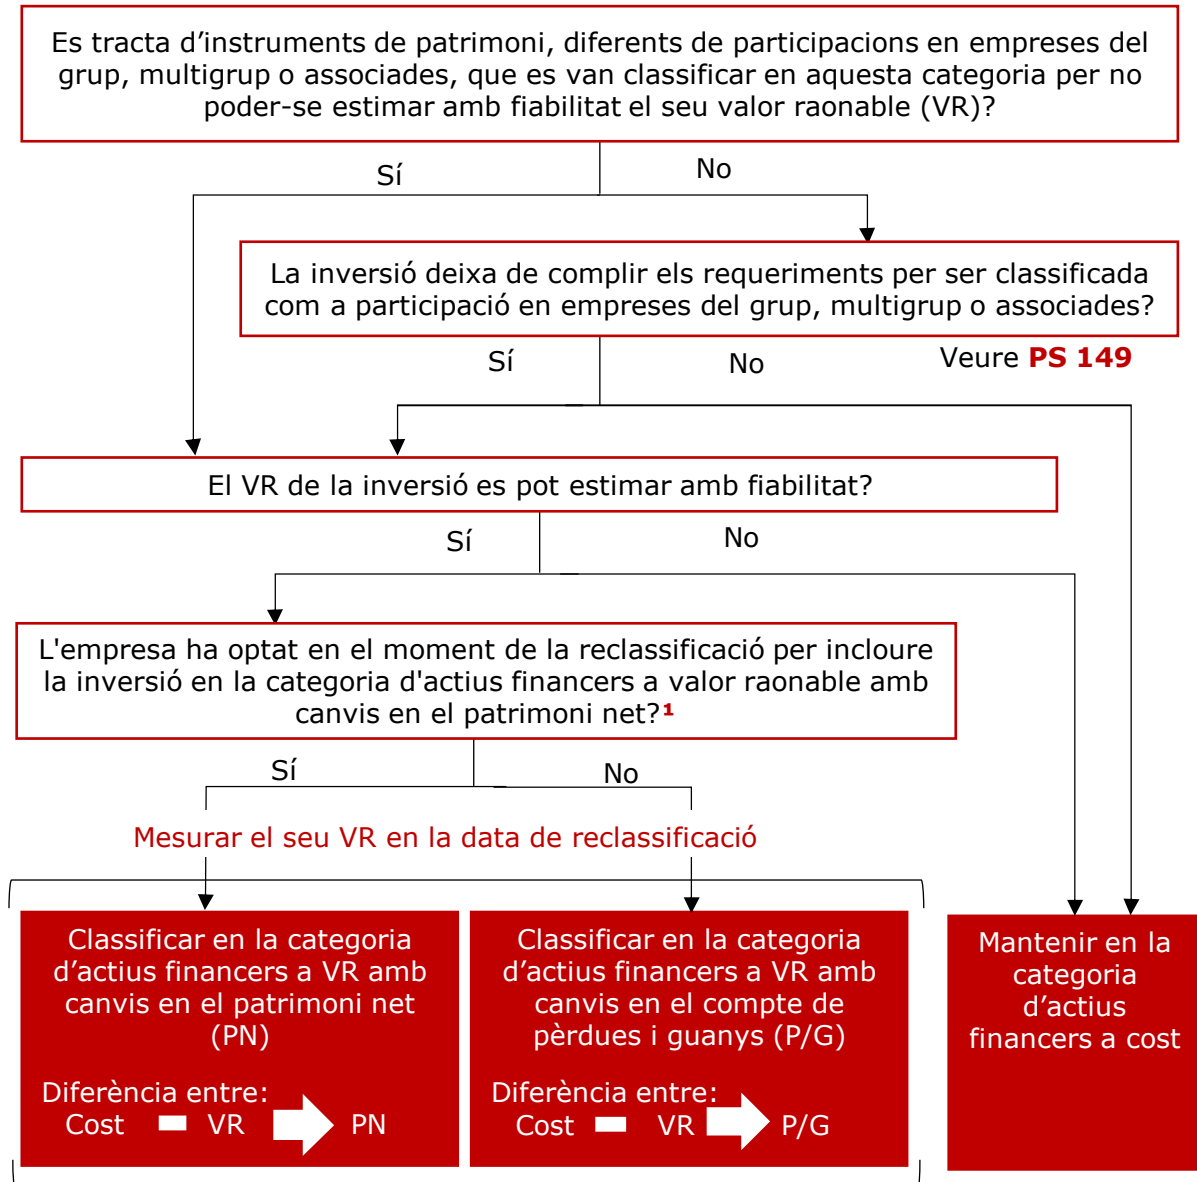 Es tracta d’instruments de patrimoni, diferents de participacions en empreses del
grup, multigrup o associades, que es van classificar en aquesta categoria per no
poder-se estimar amb fiabilitat el seu valor raonable (VR)?
Sí
No
La inversió deixa de complir els requeriments per ser classificada
com a participació en empreses del grup, multigrup o associades?
Sí
No
Veure PS 149
El VR de la inversió es pot estimar amb fiabilitat?
Sí
No
L'empresa ha optat en el moment de la reclassificació per incloure
la inversió en la categoria d'actius financers a valor raonable amb
canvis en el patrimoni net?¹
Sí
No
Mesurar el seu VR en la data de reclassificació
Classificar en la categoria
d’actius financers a VR amb
canvis en el patrimoni net
(PN)
Diferència entre:
Cost - VR PN
Classificar en la categoria
d’actius financers a VR amb
canvis en el compte de
pèrdues i guanys (P/G)
Diferència entre:
Cost - VR P/G
Mantenir en la
categoria
d’actius
financers a cost